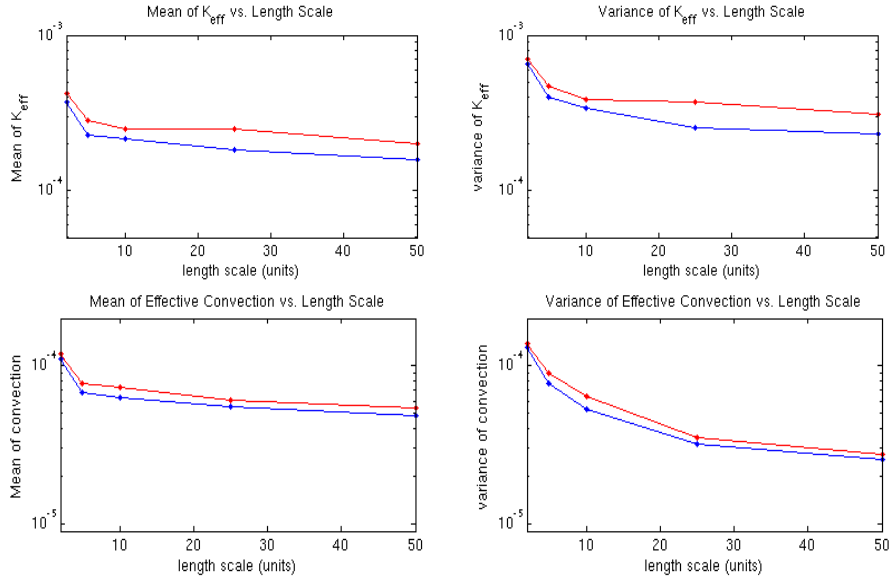 Mean of K_eff vs. Length Scale
10^-3
10^-4
Mean of K_eff
10
20
30
40
50
length scale (units)
Variance of K_eff vs. Length Scale
10^-3
10^-4
variance of K_eff
10
20
30
40
50
length scale (units)
Mean of Effective Convection vs. Length Scale
10^-4
10^-5
Mean of convection
10
20
30
40
50
length scale (units)
Variance of Effective Convection vs. Length Scale
10^-4
10^-5
variance of convection
10
20
30
40
50
length scale (units)